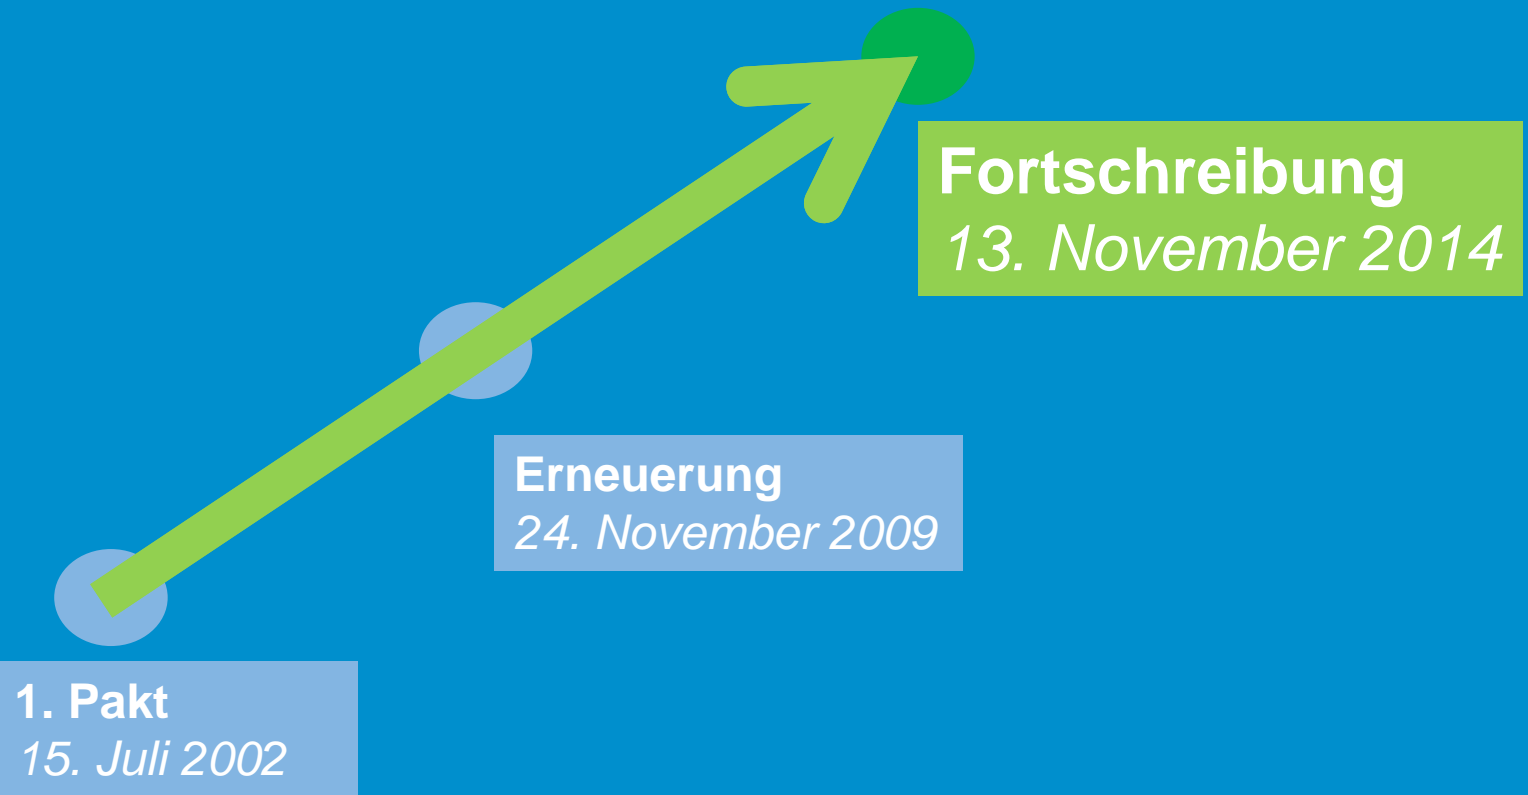 Fortschreibung
13. November 2014
Erneuerung
24. November 2009
1. Pakt
15. Juli 2002